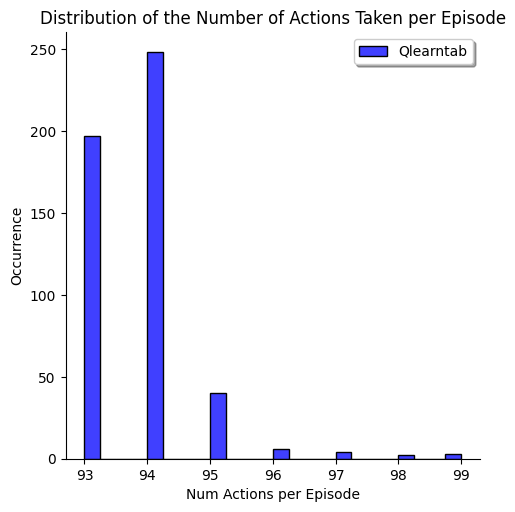 Distribution of the Number of Actions Taken per Episode
Qlearntab
Occurrence
250
200
150
100
50
0
93 94 95 96 97 98 99
Num Actions per Episode